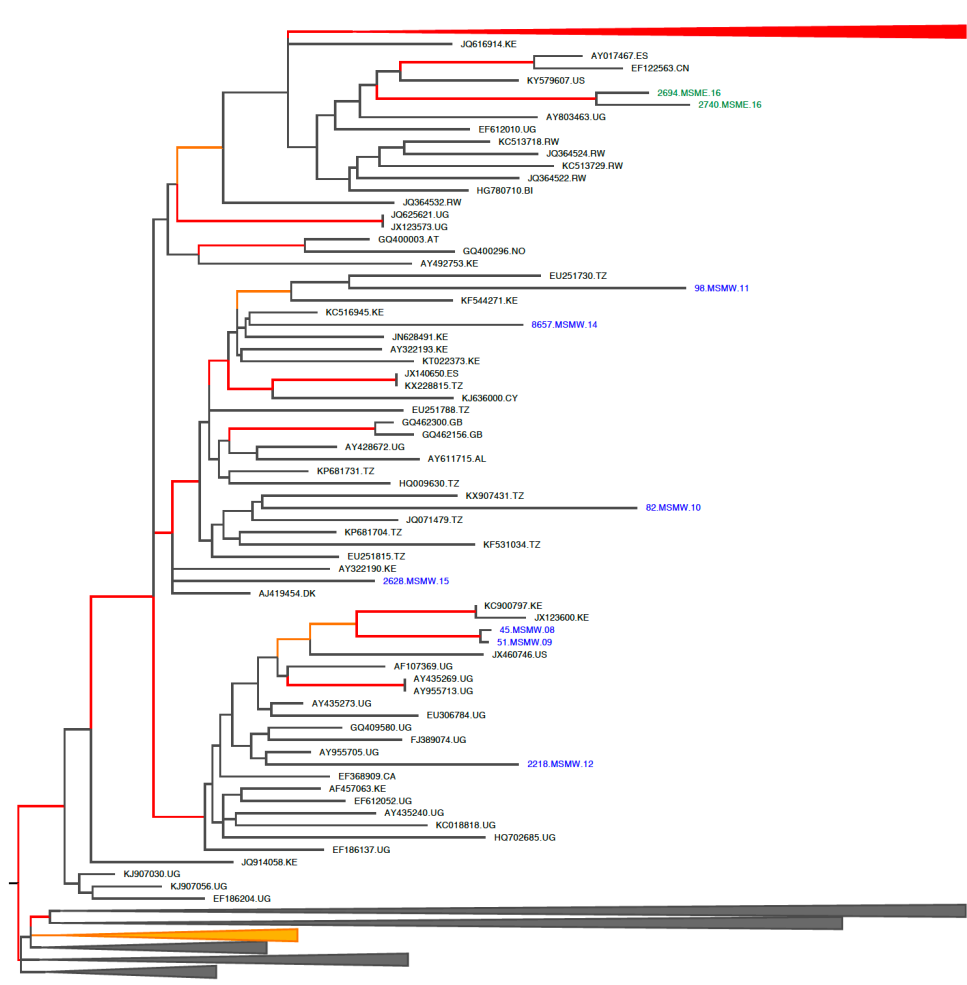 JQ616914.KE
AY017467.ES
EF122563.CN
KY579607.US
2694.MSME.16
2740.MSME.16
AY803463.UG
EF612010.UG
KC513718.RW
JQ364524.RW
KC513729.RW
JQ364522.RW
HG780710.BI
JQ364532.RW
JQ625621.UG
JX123573.UG
GQ400003.AT
GQ400296.NO
AY492753.KE
EU251730.TZ
98.MSMW.11
KF544271.KE
KC516945.KE
8657.MSMW.14
JN628491.KE
AY322193.KE
KT022373.KE
JX140650.ES
KX228815.TZ
KJ636000.CY
EU251788.TZ
GQ462300.GB
GQ462156.GB
AY428672.UG
AY611715.AL
KP681731.TZ
HQ009630.TZ
KX907431.TZ
82.MSMW.10
JQ071479.TZ
KP681704.TZ
KF531034.TZ
EU251815.TZ
AY322190.KE
2628.MSMW.15
AJ419454.DK
KC900797.KE
JX123600.KE
45.MSMW.08
51.MSMW.09
JX460746.US
AF107369.UG
AY435269.UG
AY955713.UG
AY435273.UG
EU306784.UG
GQ409580.UG
FJ389074.UG
AY955705.UG
2218.MSMW.12
EF368909.CA
AF457063.KE
EF612052.UG
AY435240.UG
KC018818.UG
HQ702685.UG
EF186137.UG
JQ914058.KE
KJ907030.UG
KJ907056.UG
EF186204.UG